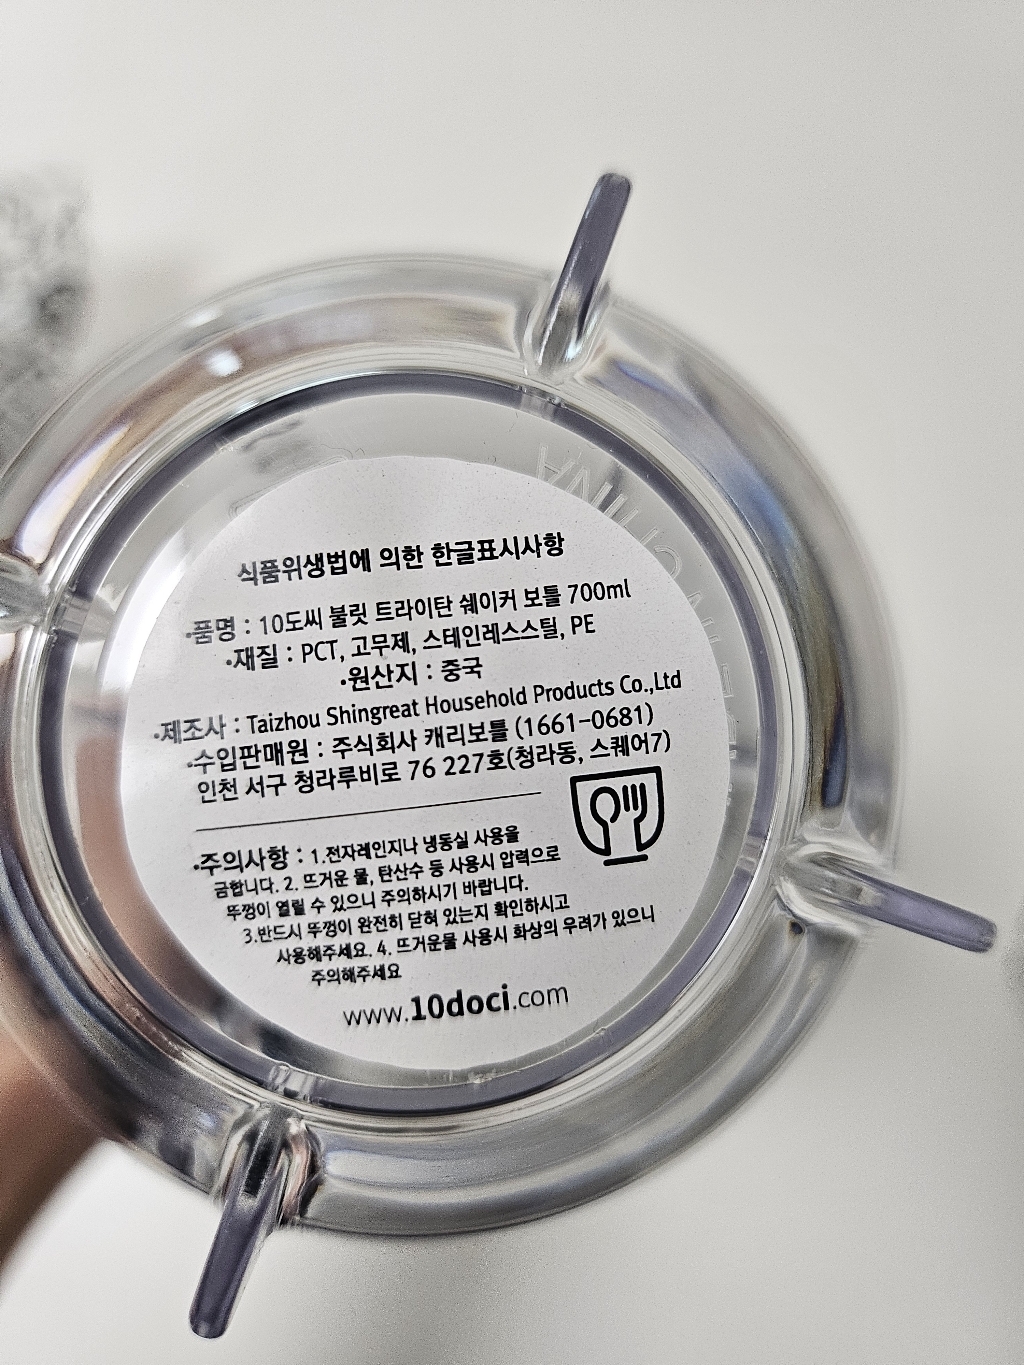 식품위생법에 의한 한글표시사항
·품명 : 10도씨 불릿 트라이탄 쉐이커 보틀 700ml
·재질 : PCT, 고무제, 스테인레스스틸, PE
·원산지 : 중국
·제조사 : Taizhou Shingreat Household Products Co.,Ltd
·수입판매원 : 주식회사 캐리보틀 (1661-0681)
인천 서구 청라루비로 76 227호(청라동, 스퀘어7)
·주의사항 : 1.전자레인지나 냉동실 사용을
금합니다. 2. 뜨거운 물, 탄산수 등 사용시 압력으로
뚜껑이 열릴 수 있으니 주의하시기 바랍니다.
3.반드시 뚜껑이 완전히 닫혀 있는지 확인하시고
사용해주세요. 4. 뜨거운물 사용시 화상의 우려가 있으니
주의해주세요
www.10doci.com